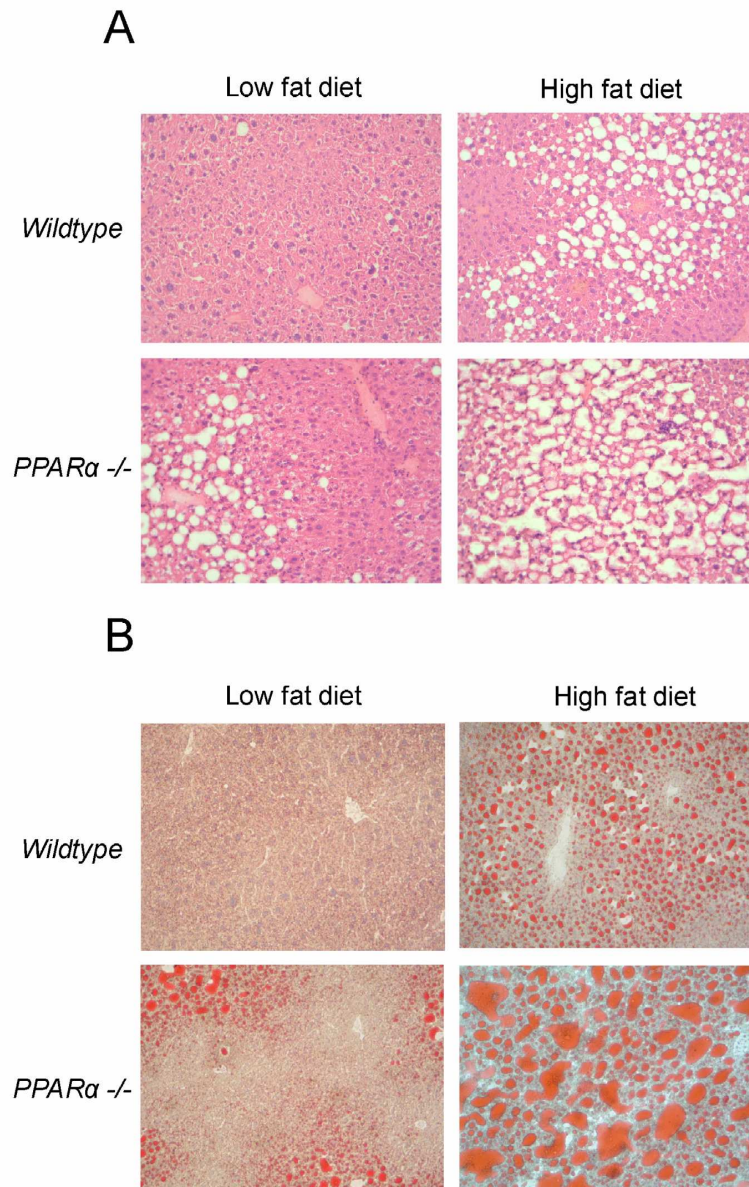 A
Low fat diet
High fat diet
Wildtype
PPARα -/-
B
Low fat diet
High fat diet
Wildtype
PPARα -/-